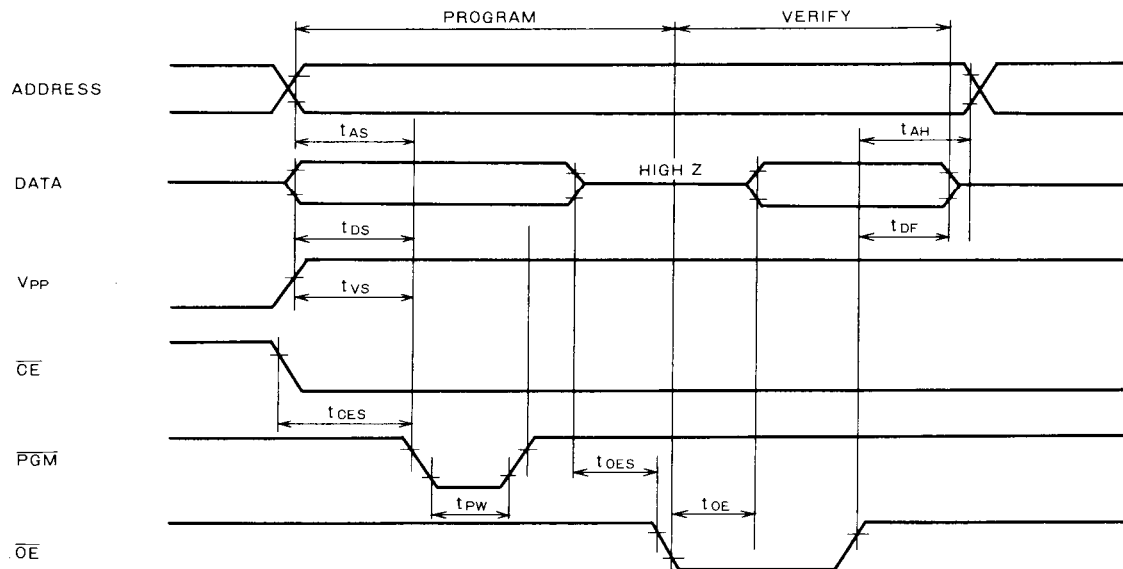 PROGRAM VERIFY
ADDRESS
tAS tAH
DATA HIGH Z
tDS tDF
VPP
tVS
CE
tCES
PGM
tOES
tPW tOE
OE